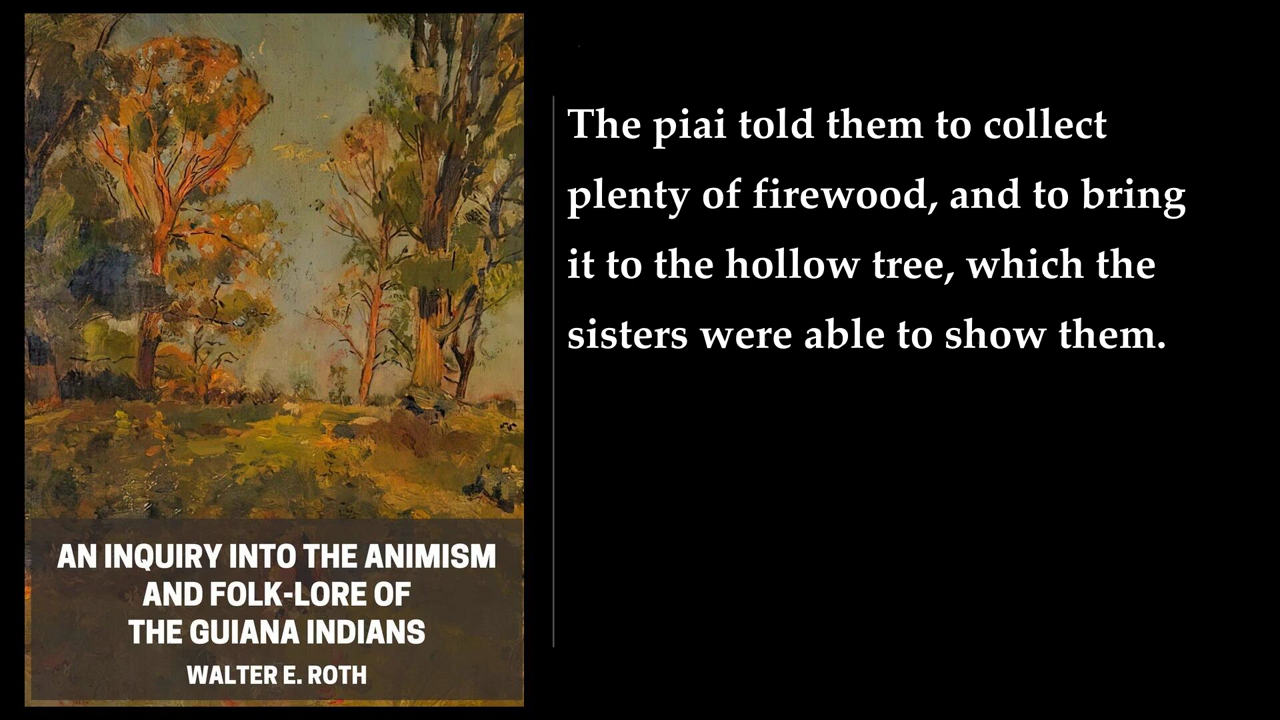 The piai told them to collect
plenty of firewood, and to bring
it to the hollow tree, which the
sisters were able to show them.
AN INQUIRY INTO THE ANIMISM
AND FOLK-LORE OF
THE GUIANA INDIANS
WALTER E. ROTH